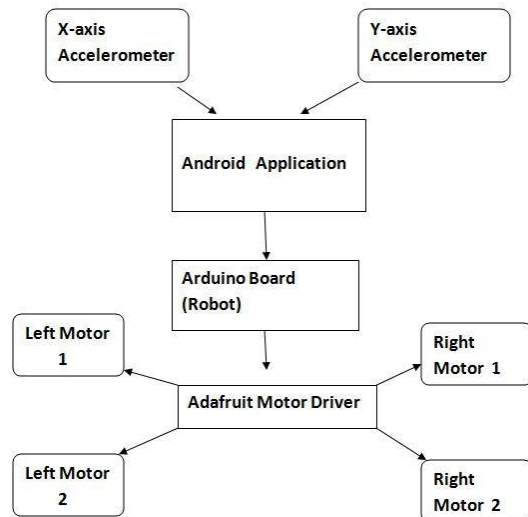 X-axis
Accelerometer
Y-axis
Accelerometer
Android Application
Arduino Board
(Robot)
Left Motor
1
Right
Motor 1
Adafruit Motor Driver
Left Motor
2
Right
Motor 2